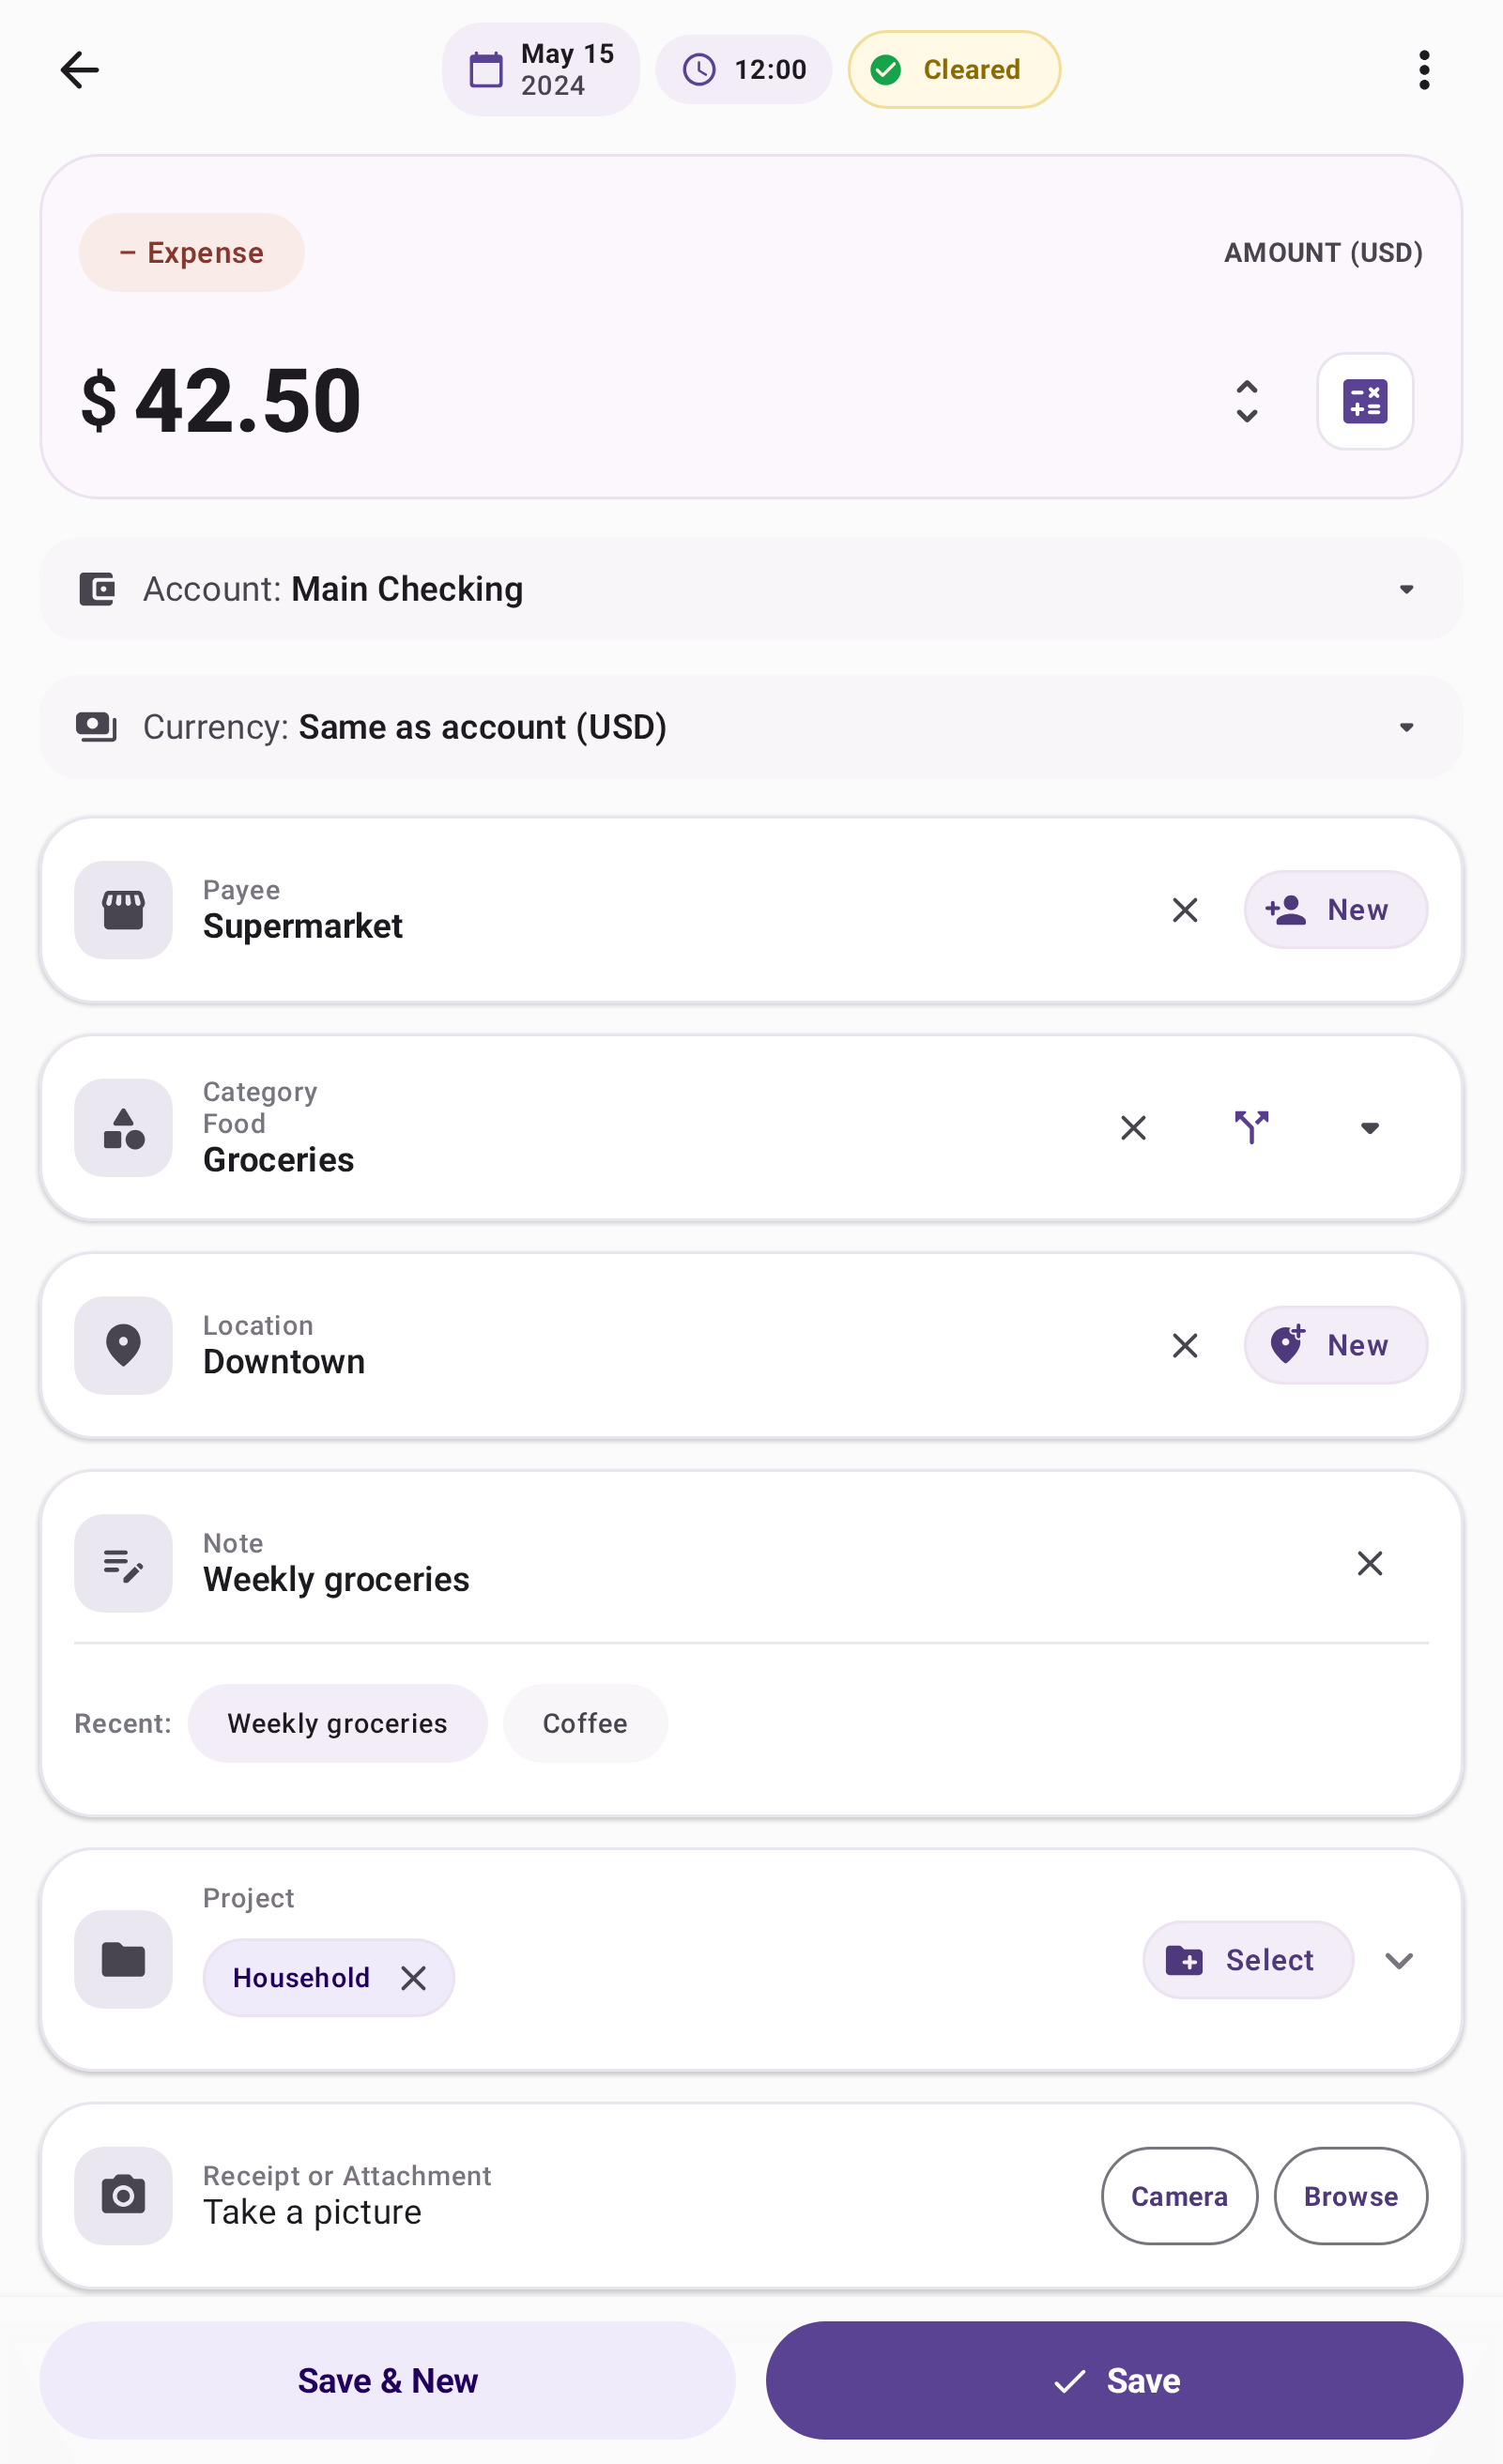 May 15
2024
12:00
Cleared
– Expense
AMOUNT (USD)
$ 42.50
Account: Main Checking
Currency: Same as account (USD)
Payee
Supermarket
New
Category
Food
Groceries
Location
Downtown
New
Note
Weekly groceries
Recent:
Weekly groceries
Coffee
Project
Household
Select
Receipt or Attachment
Take a picture
Camera
Browse
Save & New
Save